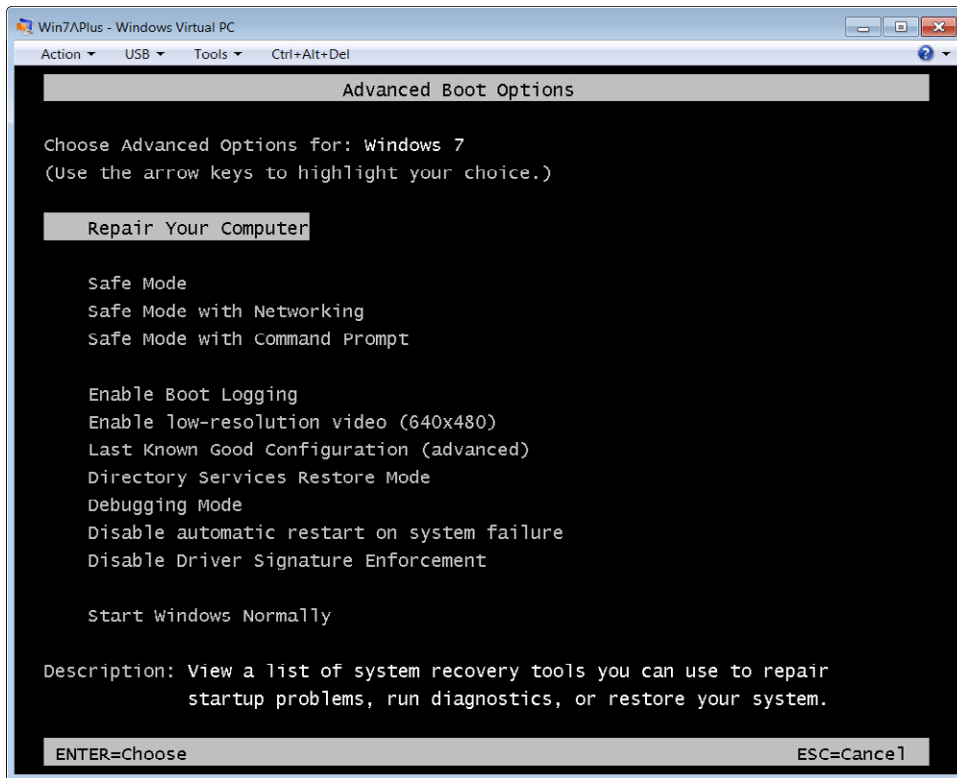 Win7APlus - Windows Virtual PC
Action USB Tools Ctrl+Alt+Del
Advanced Boot Options
Choose Advanced Options for: Windows 7
(Use the arrow keys to highlight your choice.)
Repair Your Computer
Safe Mode
Safe Mode with Networking
Safe Mode with Command Prompt
Enable Boot Logging
Enable low-resolution video (640x480)
Last Known Good Configuration (advanced)
Directory Services Restore Mode
Debugging Mode
Disable automatic restart on system failure
Disable Driver Signature Enforcement
Start Windows Normally
Description: View a list of system recovery tools you can use to repair
startup problems, run diagnostics, or restore your system.
ENTER=Choose ESC=Cancel